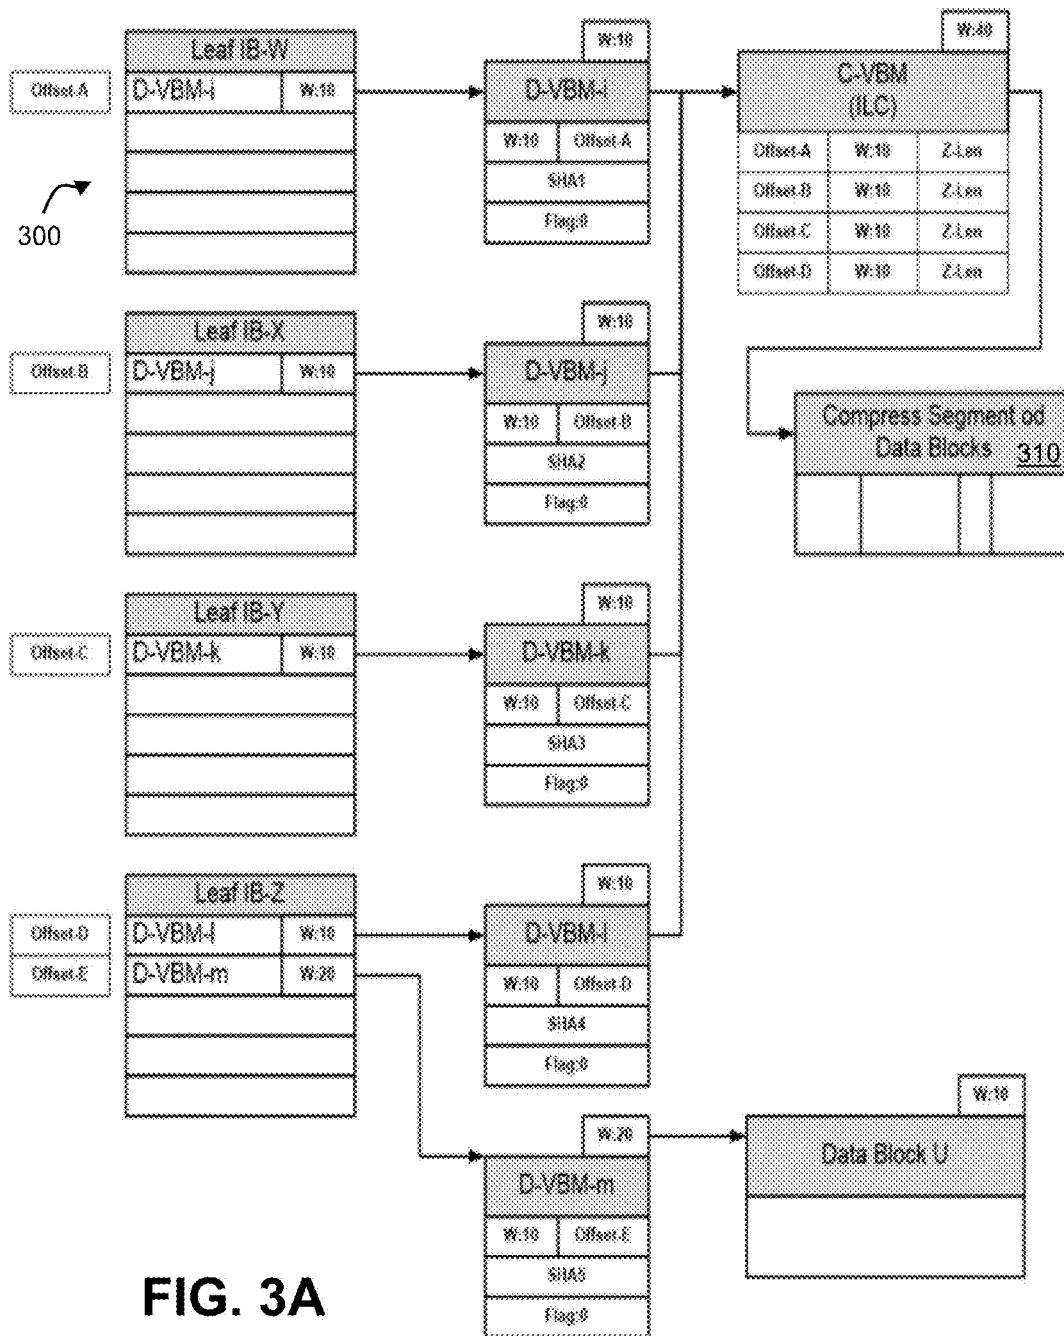 W:10
W:40
Leaf IB-W
D-VBM-i
C-VBM
(ILC)
Offset-A
D-VBM-i
W:10
W:10
Offset-A
Offset-A
W:10
Z-Len
SHA1
Offset-B
W:10
Z-Len
300
Flag:0
Offset-C
W:10
Z-Len
Offset-D
W:10
Z-Len
W:10
Leaf IB-X
Offset B
D-VBM-j
W:10
D-VBM-j
W:10
Offset-B
SHA2
Flag:0
Compress Segment od
Data Blocks
310
W:10
Leaf IB-Y
Offset-C
D-VBM-k
W:10
D-VBM-k
W:10
Offset-C
SHA3
Flag:0
W:10
Leaf IB-Z
Offset-D
D-VBM-l
W:10
D-VBM-l
Offset-E
D-VBM-m
W:20
W:10
Offset-D
SHA4
Flag:0
W:20
W:10
D-VBM-m
Data Block U
W:10
Offset-E
SHA5
Flag:0
FIG. 3A